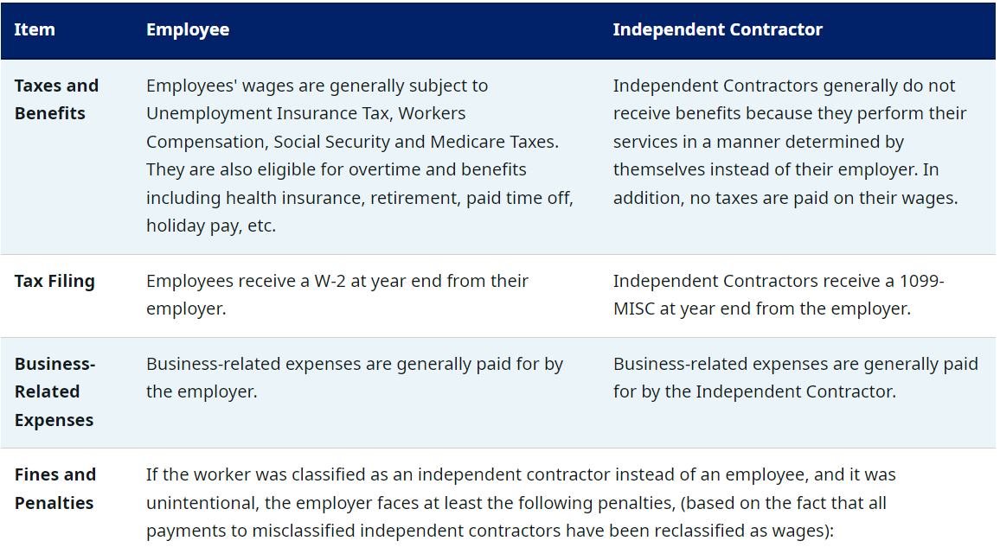 Item Employee Independent Contractor
Taxes and Benefits
Employees' wages are generally subject to
Unemployment Insurance Tax, Workers
Compensation, Social Security and Medicare Taxes.
They are also eligible for overtime and benefits
including health insurance, retirement, paid time off,
holiday pay, etc.
Independent Contractors generally do not
receive benefits because they perform their
services in a manner determined by
themselves instead of their employer. In
addition, no taxes are paid on their wages.
Tax Filing
Employees receive a W-2 at year end from their
employer.
Independent Contractors receive a 1099-
MISC at year end from the employer.
Business-
Related
Expenses
Business-related expenses are generally paid for by
the employer.
Business-related expenses are generally paid
for by the Independent Contractor.
Fines and
Penalties
If the worker was classified as an independent contractor instead of an employee, and it was
unintentional, the employer faces at least the following penalties, (based on the fact that all
payments to misclassified independent contractors have been reclassified as wages):